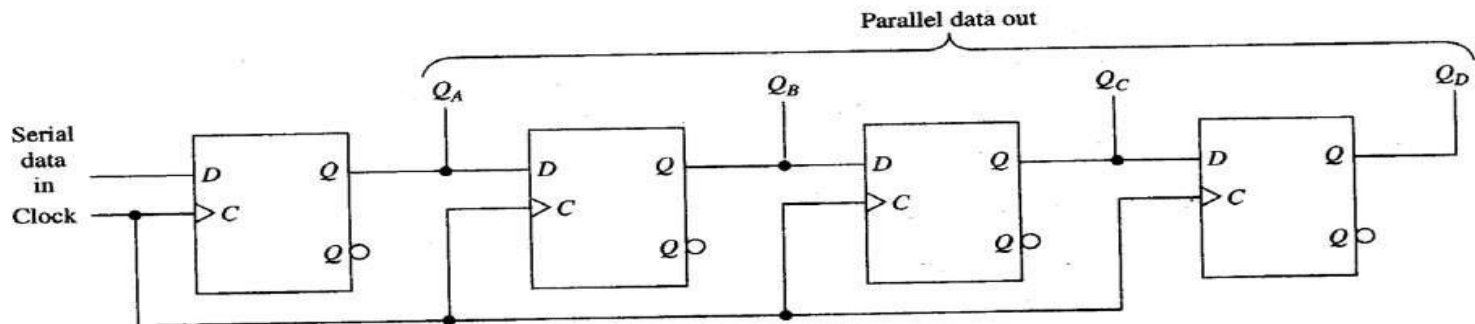 Parallel data out
Q_A
Q_B
Q_C
Q_D
Serial
data
in
Clock
D
Q
C
Q
D
Q
C
Q
D
Q
C
Q
D
Q
C
Q